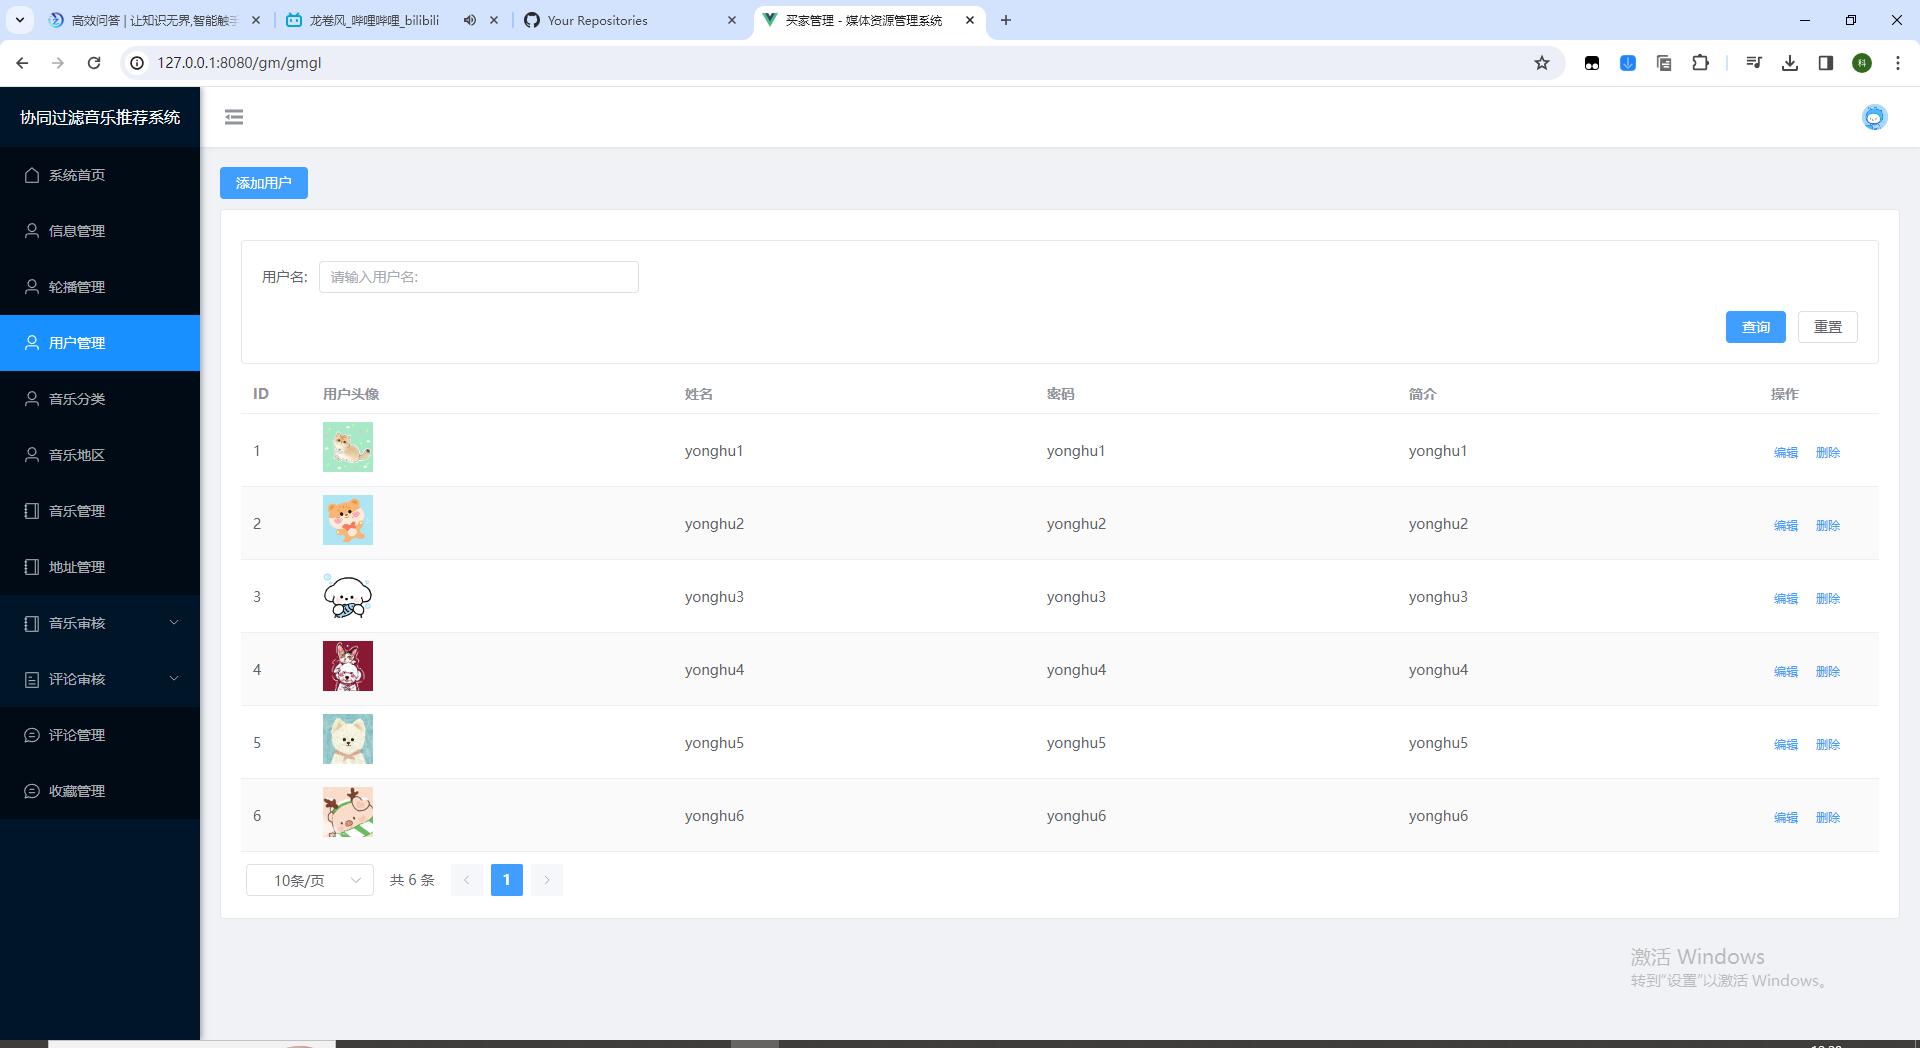 高效问答 | 让知识无界,智能触手
龙卷风_哔哩哔哩_bilibili
Your Repositories
买家管理 - 媒体资源管理系统
127.0.0.1:8080/gm/gmgl
科
协同过滤音乐推荐系统
系统首页
信息管理
轮播管理
用户管理
音乐分类
音乐地区
音乐管理
地址管理
音乐审核
评论审核
评论管理
收藏管理
添加用户
用户名: 请输入用户名:
查询 重置
ID 用户头像 姓名 密码 简介 操作
1 yonghu1 yonghu1 yonghu1 编辑 删除
2 yonghu2 yonghu2 yonghu2 编辑 删除
3 yonghu3 yonghu3 yonghu3 编辑 删除
4 yonghu4 yonghu4 yonghu4 编辑 删除
5 yonghu5 yonghu5 yonghu5 编辑 删除
6 yonghu6 yonghu6 yonghu6 编辑 删除
10条/页 共 6 条 1
激活 Windows
转到"设置"以激活 Windows。